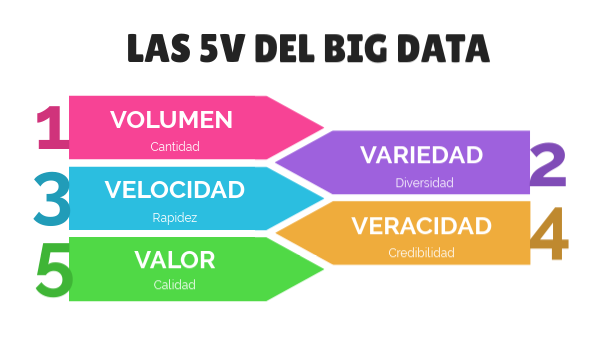 LAS 5V DEL BIG DATA
1
VOLUMEN
Cantidad
2
VARIEDAD
Diversidad
3
VELOCIDAD
Rapidez
4
VERACIDAD
Credibilidad
5
VALOR
Calidad